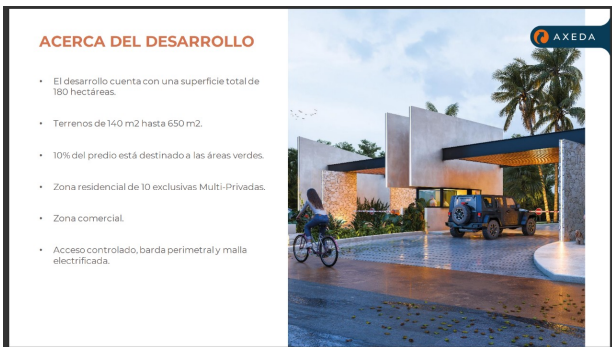 ACERCA DEL DESARROLLO
AXEDA
• El desarrollo cuenta con una superficie total de
180 hectáreas.
• Terrenos de 140 m2 hasta 650 m2.
• 10% del predio está destinado a las áreas verdes.
• Zona residencial de 10 exclusivas Multi-Privadas.
• Zona comercial.
• Acceso controlado, barda perimetral y malla
electrificada.